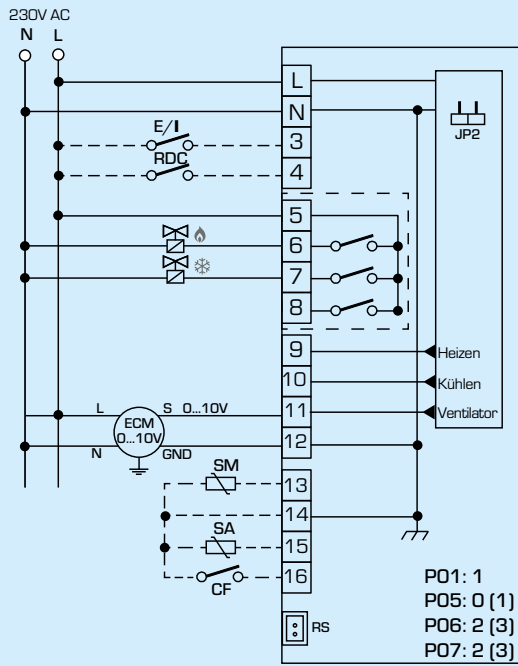 230V AC
N L
L
N
JP2
E/I
3
RDC
4
5
6
7
8
9
Heizen
10
Kühlen
L S 0...10V
11
Ventilator
ECM
0...10V
12
N GND
SM
13
14
SA
15
16
CF
P01: 1
P05: 0 (1)
RS
P06: 2 (3)
P07: 2 (3)